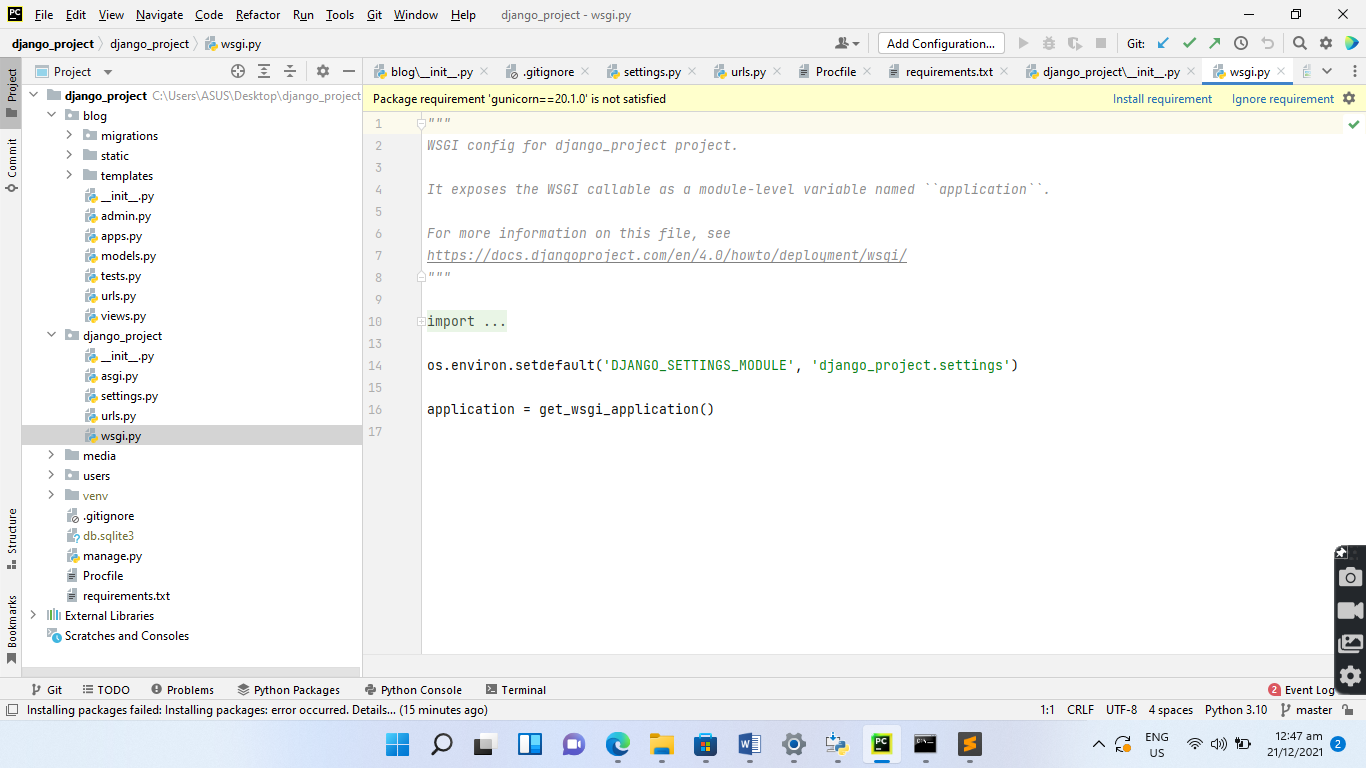 PC File Edit View Navigate Code Refactor Run Tools Git Window Help django_project - wsgi.py
django_project django_project wsgi.py Add Configuration... Git:
Project
Commit
Structure
Bookmarks
Project
django_project C:\Users\ASUS\Desktop\django_project
blog
migrations
static
templates
__init__.py
admin.py
apps.py
models.py
tests.py
urls.py
views.py
django_project
__init__.py
asgi.py
settings.py
urls.py
wsgi.py
media
users
venv
.gitignore
db.sqlite3
manage.py
Procfile
requirements.txt
External Libraries
Scratches and Consoles
blog\__init__.py .gitignore settings.py urls.py Procfile requirements.txt django_project\__init__.py wsgi.py
Package requirement 'gunicorn==20.1.0' is not satisfied Install requirement Ignore requirement
1 """
2 WSGI config for django_project project.
3
4 It exposes the WSGI callable as a module-level variable named ``application``.
5
6 For more information on this file, see
7 https://docs.djangoproject.com/en/4.0/howto/deployment/wsgi/
8 """
9
10 import ...
13
14 os.environ.setdefault('DJANGO_SETTINGS_MODULE', 'django_project.settings')
15
16 application = get_wsgi_application()
17
Git TODO Problems Python Packages Python Console Terminal 2 Event Log
Installing packages failed: Installing packages: error occurred. Details... (15 minutes ago) 1:1 CRLF UTF-8 4 spaces Python 3.10 master
ENG
US
12:47 am
21/12/2021
2